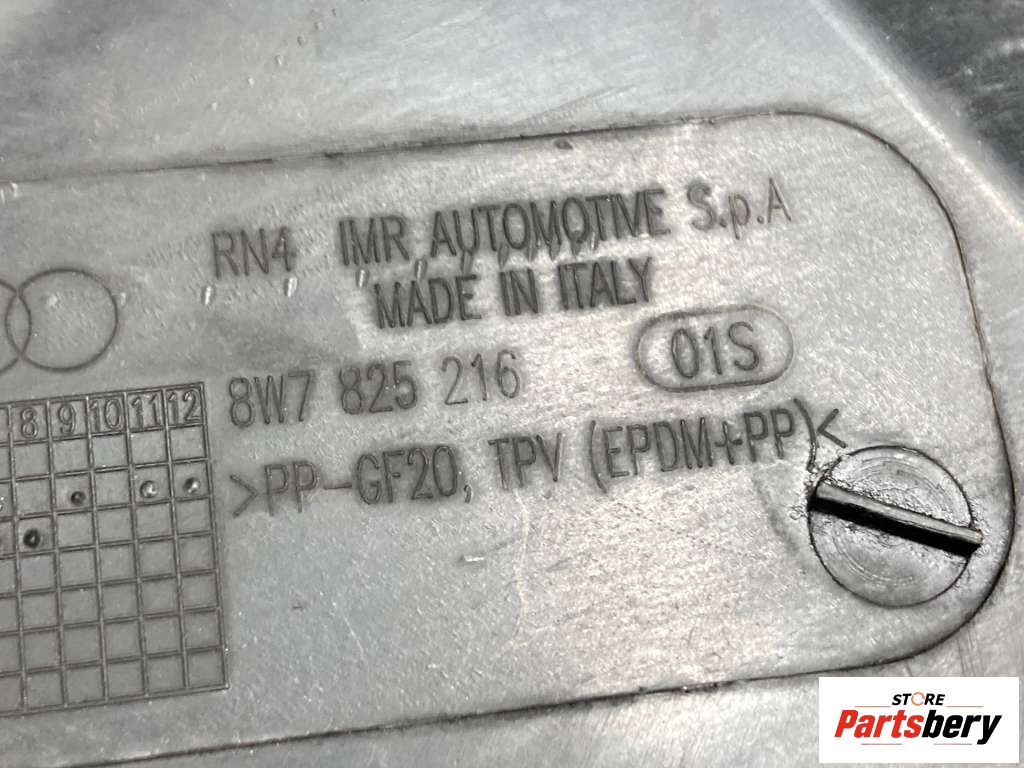 RN4 IMR AUTOMOTIVE S.p.A
MADE IN ITALY
01S
8W7 825 216
8 9 10 11 12
>PP-GF20, TPV (EPDM+PP)<
STORE
Partsbery